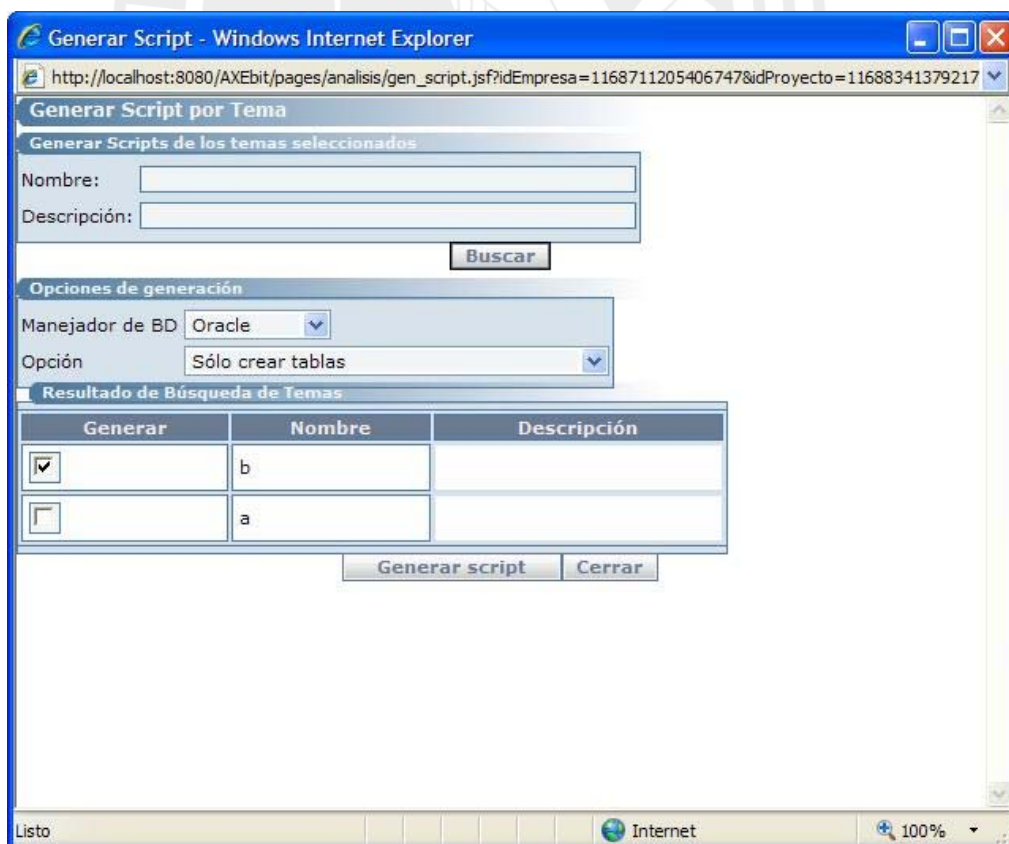 Generar Script - Windows Internet Explorer
http://localhost:8080/AXEbit/pages/analisis/gen_script.jsf?idEmpresa=1168711205406747&idProyecto=11688341379217
Generar Script por Tema
Generar Scripts de los temas seleccionados
Nombre:
Descripción:
Buscar
Opciones de generación
Manejador de BD Oracle
Opción Sólo crear tablas
Resultado de Búsqueda de Temas
Generar Nombre Descripción
b
a
Generar script Cerrar
Listo Internet 100%